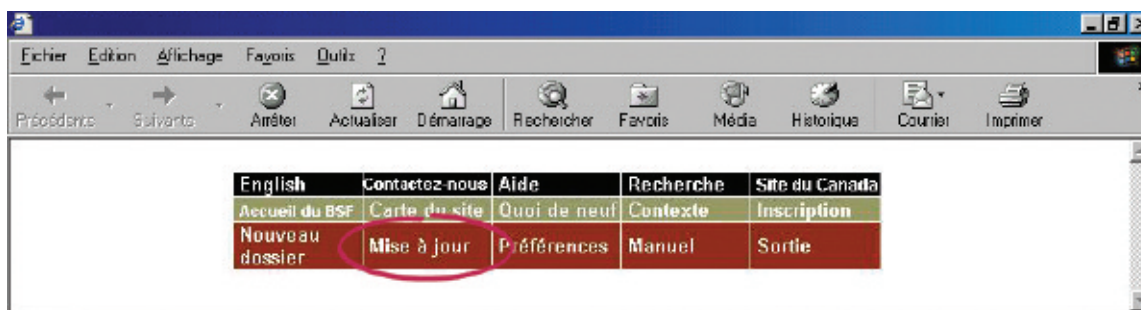 Fichier Edition Affichage Favoris Outils ?
Précédente Suivante Arrêter Actualiser Démarrage Rechercher Favoris Média Historique Courrier Imprimer
English Contactez-nous Aide Recherche Site du Canada
Accueil du BSF Carte du site Quoi de neuf Contexte Inscription
Nouveau dossier Mise à jour Préférences Manuel Sortie